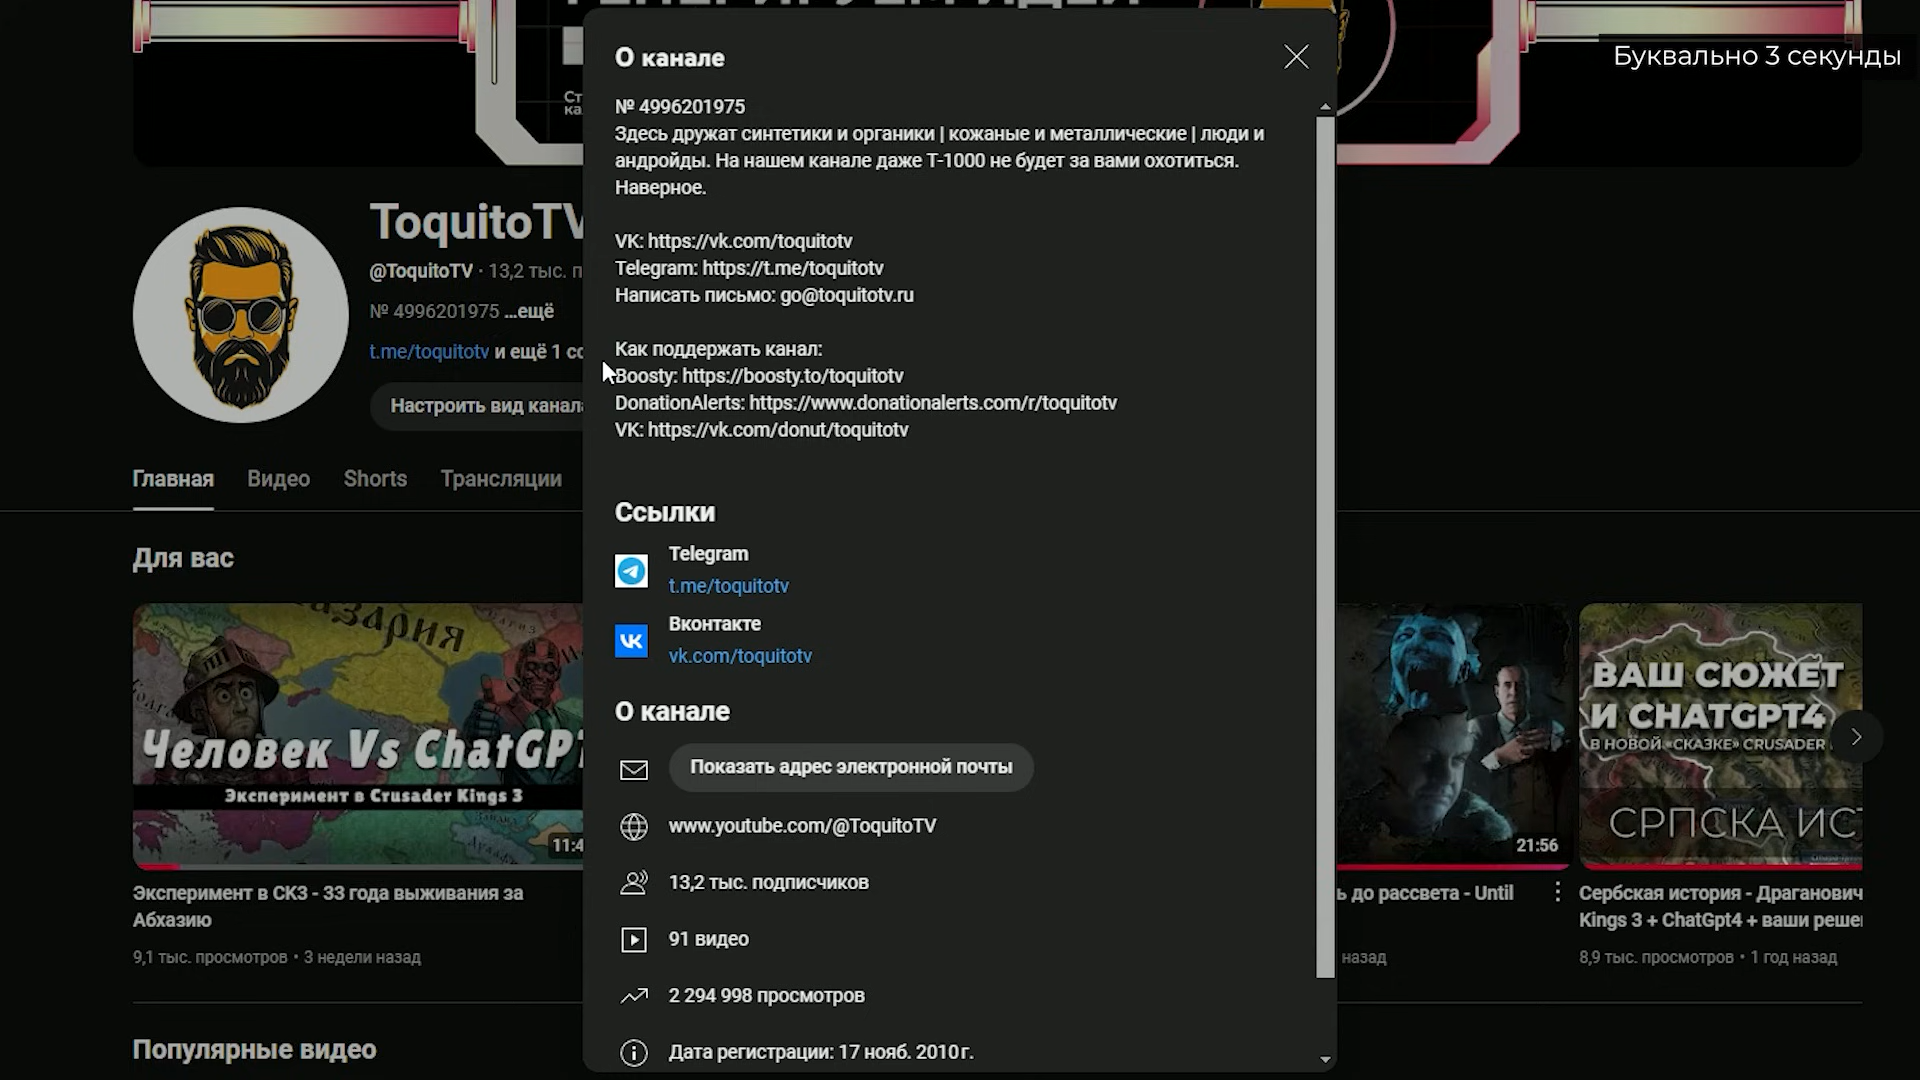 ГЕНЕРИРУЕМ ИДЕИ
Буквально 3 секунды
О канале
№ 4996201975
Здесь дружат синтетики и органики | кожаные и металлические | люди и
андройды. На нашем канале даже Т-1000 не будет за вами охотиться.
Наверное.
VK: https://vk.com/toquitotv
Telegram: https://t.me/toquitotv
Написать письмо: go@toquitotv.ru
Как поддержать канал:
Boosty: https://boosty.to/toquitotv
DonationAlerts: https://www.donationalerts.com/r/toquitotv
VK: https://vk.com/donut/toquitotv
Ссылки
Telegram
t.me/toquitotv
Вконтакте
vk.com/toquitotv
О канале
Показать адрес электронной почты
www.youtube.com/@ToquitoTV
13,2 тыс. подписчиков
91 видео
2 294 998 просмотров
Дата регистрации: 17 нояб. 2010 г.
ToquitoTV
@ToquitoTV · 13,2 тыс. п
№ 4996201975 ...ещё
t.me/toquitotv и ещё 1 сс
Настроить вид канала
Главная Видео Shorts Трансляции
Для вас
Человек Vs ChatGPT
Эксперимент в Crusader Kings 3
11:4
Эксперимент в СК3 - 33 года выживания за
Абхазию
9,1 тыс. просмотров • 3 недели назад
21:56
ь до рассвета - Until
назад
ВАШ СЮЖЕТ
И CHATGPT4
В НОВОЙ «СКАЗКЕ» CRUSADER
СРПСКА ИС
Сербская история - Драганович
Kings 3 + ChatGpt4 + ваши реше
8,9 тыс. просмотров • 1 год назад
Популярные видео